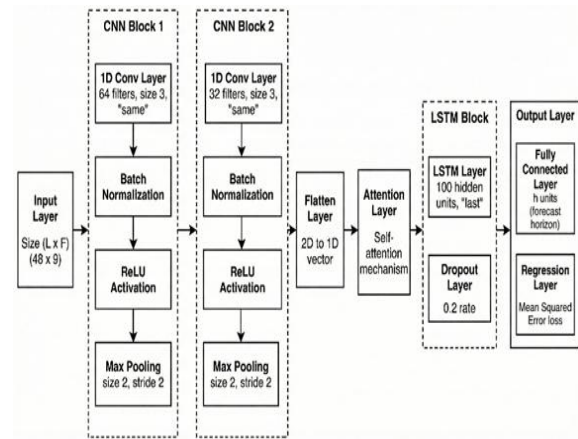 CNN Block 1
1D Conv Layer
64 filters, size 3,
"same"
Batch
Normalization
ReLU
Activation
Max Pooling
size 2, stride 2
CNN Block 2
1D Conv Layer
32 filters, size 3,
"same"
Batch
Normalization
ReLU
Activation
Max Pooling
size 2, stride 2
Input
Layer
Size (L x F)
(48 x 9)
Flatten
Layer
2D to 1D
vector
Attention
Layer
Self-
attention
mechanism
LSTM Block
LSTM Layer
100 hidden
units, "last"
Dropout
Layer
0.2 rate
Output Layer
Fully
Connected
Layer
h units
(forecast
horizon)
Regression
Layer
Mean Squared
Error loss